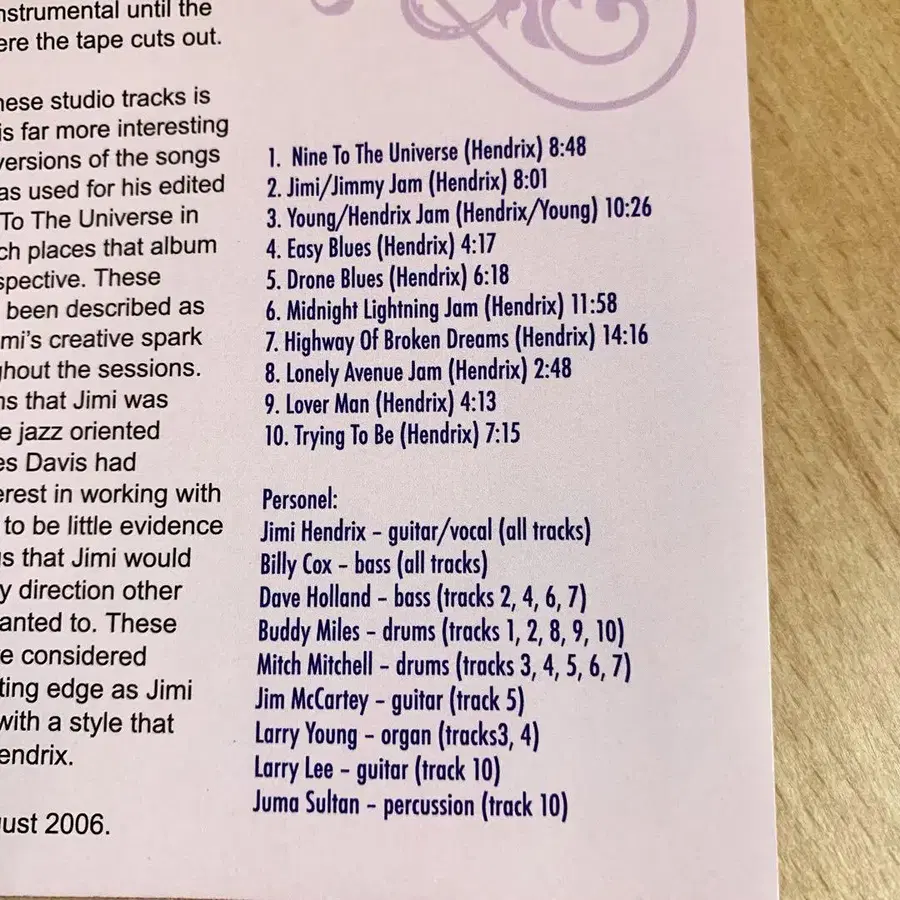 nstrumental until the
ere the tape cuts out.
hese studio tracks is
is far more interesting
versions of the songs
as used for his edited
To The Universe in
ch places that album
spective. These
been described as
mi's creative spark
ghout the sessions.
ns that Jimi was
e jazz oriented
es Davis had
erest in working with
to be little evidence
s that Jimi would
y direction other
anted to. These
e considered
ting edge as Jimi
with a style that
endrix.
ust 2006.
1. Nine To The Universe (Hendrix) 8:48
2. Jimi/Jimmy Jam (Hendrix) 8:01
3. Young/Hendrix Jam (Hendrix/Young) 10:26
4. Easy Blues (Hendrix) 4:17
5. Drone Blues (Hendrix) 6:18
6. Midnight Lightning Jam (Hendrix) 11:58
7. Highway Of Broken Dreams (Hendrix) 14:16
8. Lonely Avenue Jam (Hendrix) 2:48
9. Lover Man (Hendrix) 4:13
10. Trying To Be (Hendrix) 7:15
Personel:
Jimi Hendrix – guitar/vocal (all tracks)
Billy Cox – bass (all tracks)
Dave Holland – bass (tracks 2, 4, 6, 7)
Buddy Miles – drums (tracks 1, 2, 8, 9, 10)
Mitch Mitchell – drums (tracks 3, 4, 5, 6, 7)
Jim McCartey – guitar (track 5)
Larry Young – organ (tracks3, 4)
Larry Lee – guitar (track 10)
Juma Sultan – percussion (track 10)